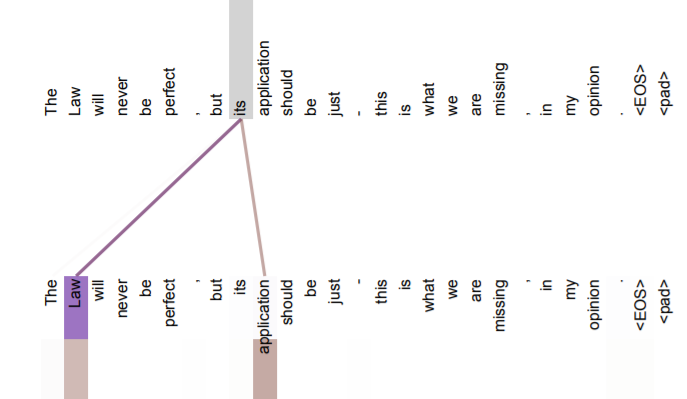 The Law will never be perfect , but its application should be just - this is what we are missing , in my opinion . <EOS> <pad>
The Law will never be perfect , but its application should be just - this is what we are missing , in my opinion . <EOS> <pad>